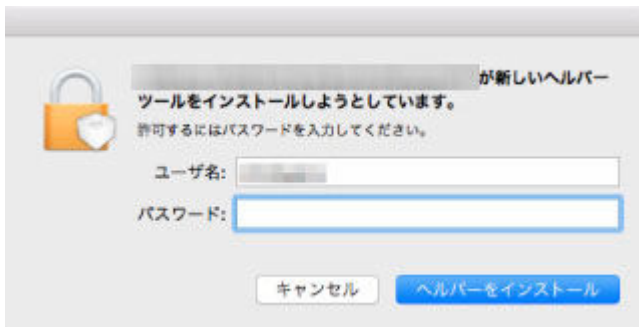 が新しいヘルパー
ツールをインストールしようとしています。
許可するにはパスワードを入力してください。
ユーザ名:
パスワード:
キャンセル
ヘルパーをインストール